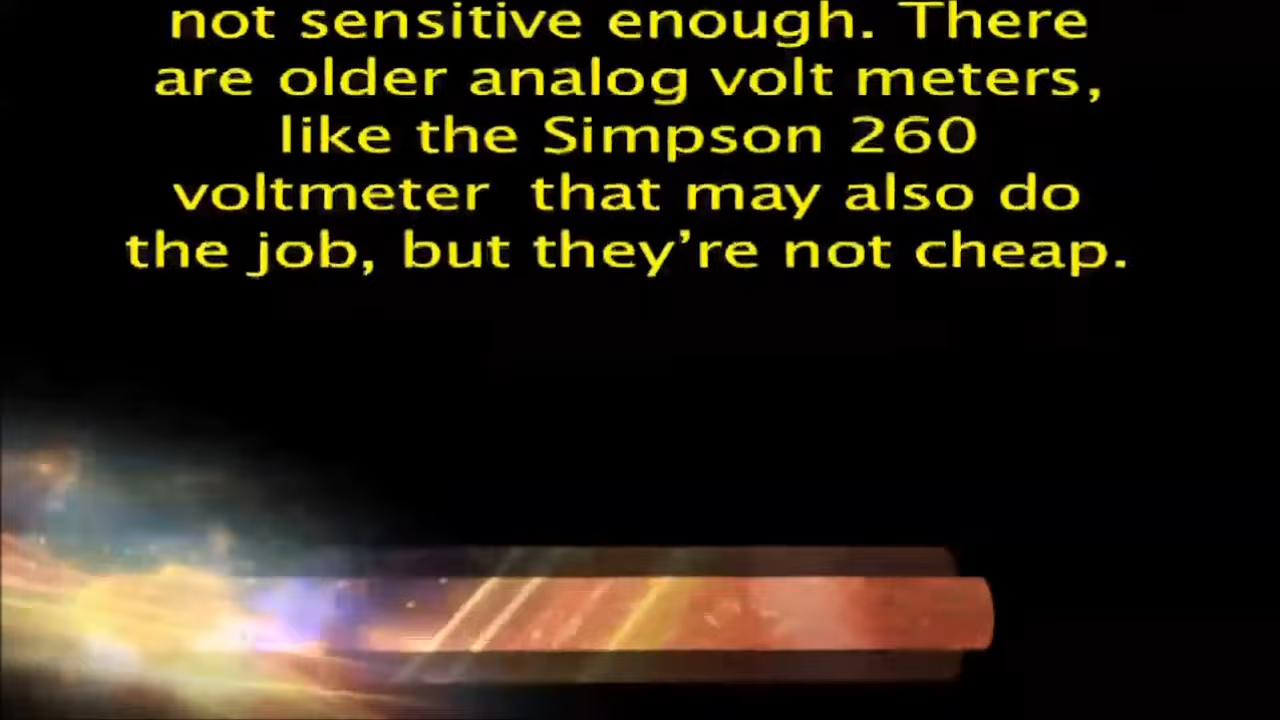 not sensitive enough. There
are older analog volt meters,
like the Simpson 260
voltmeter  that may also do
the job, but they’re not cheap.